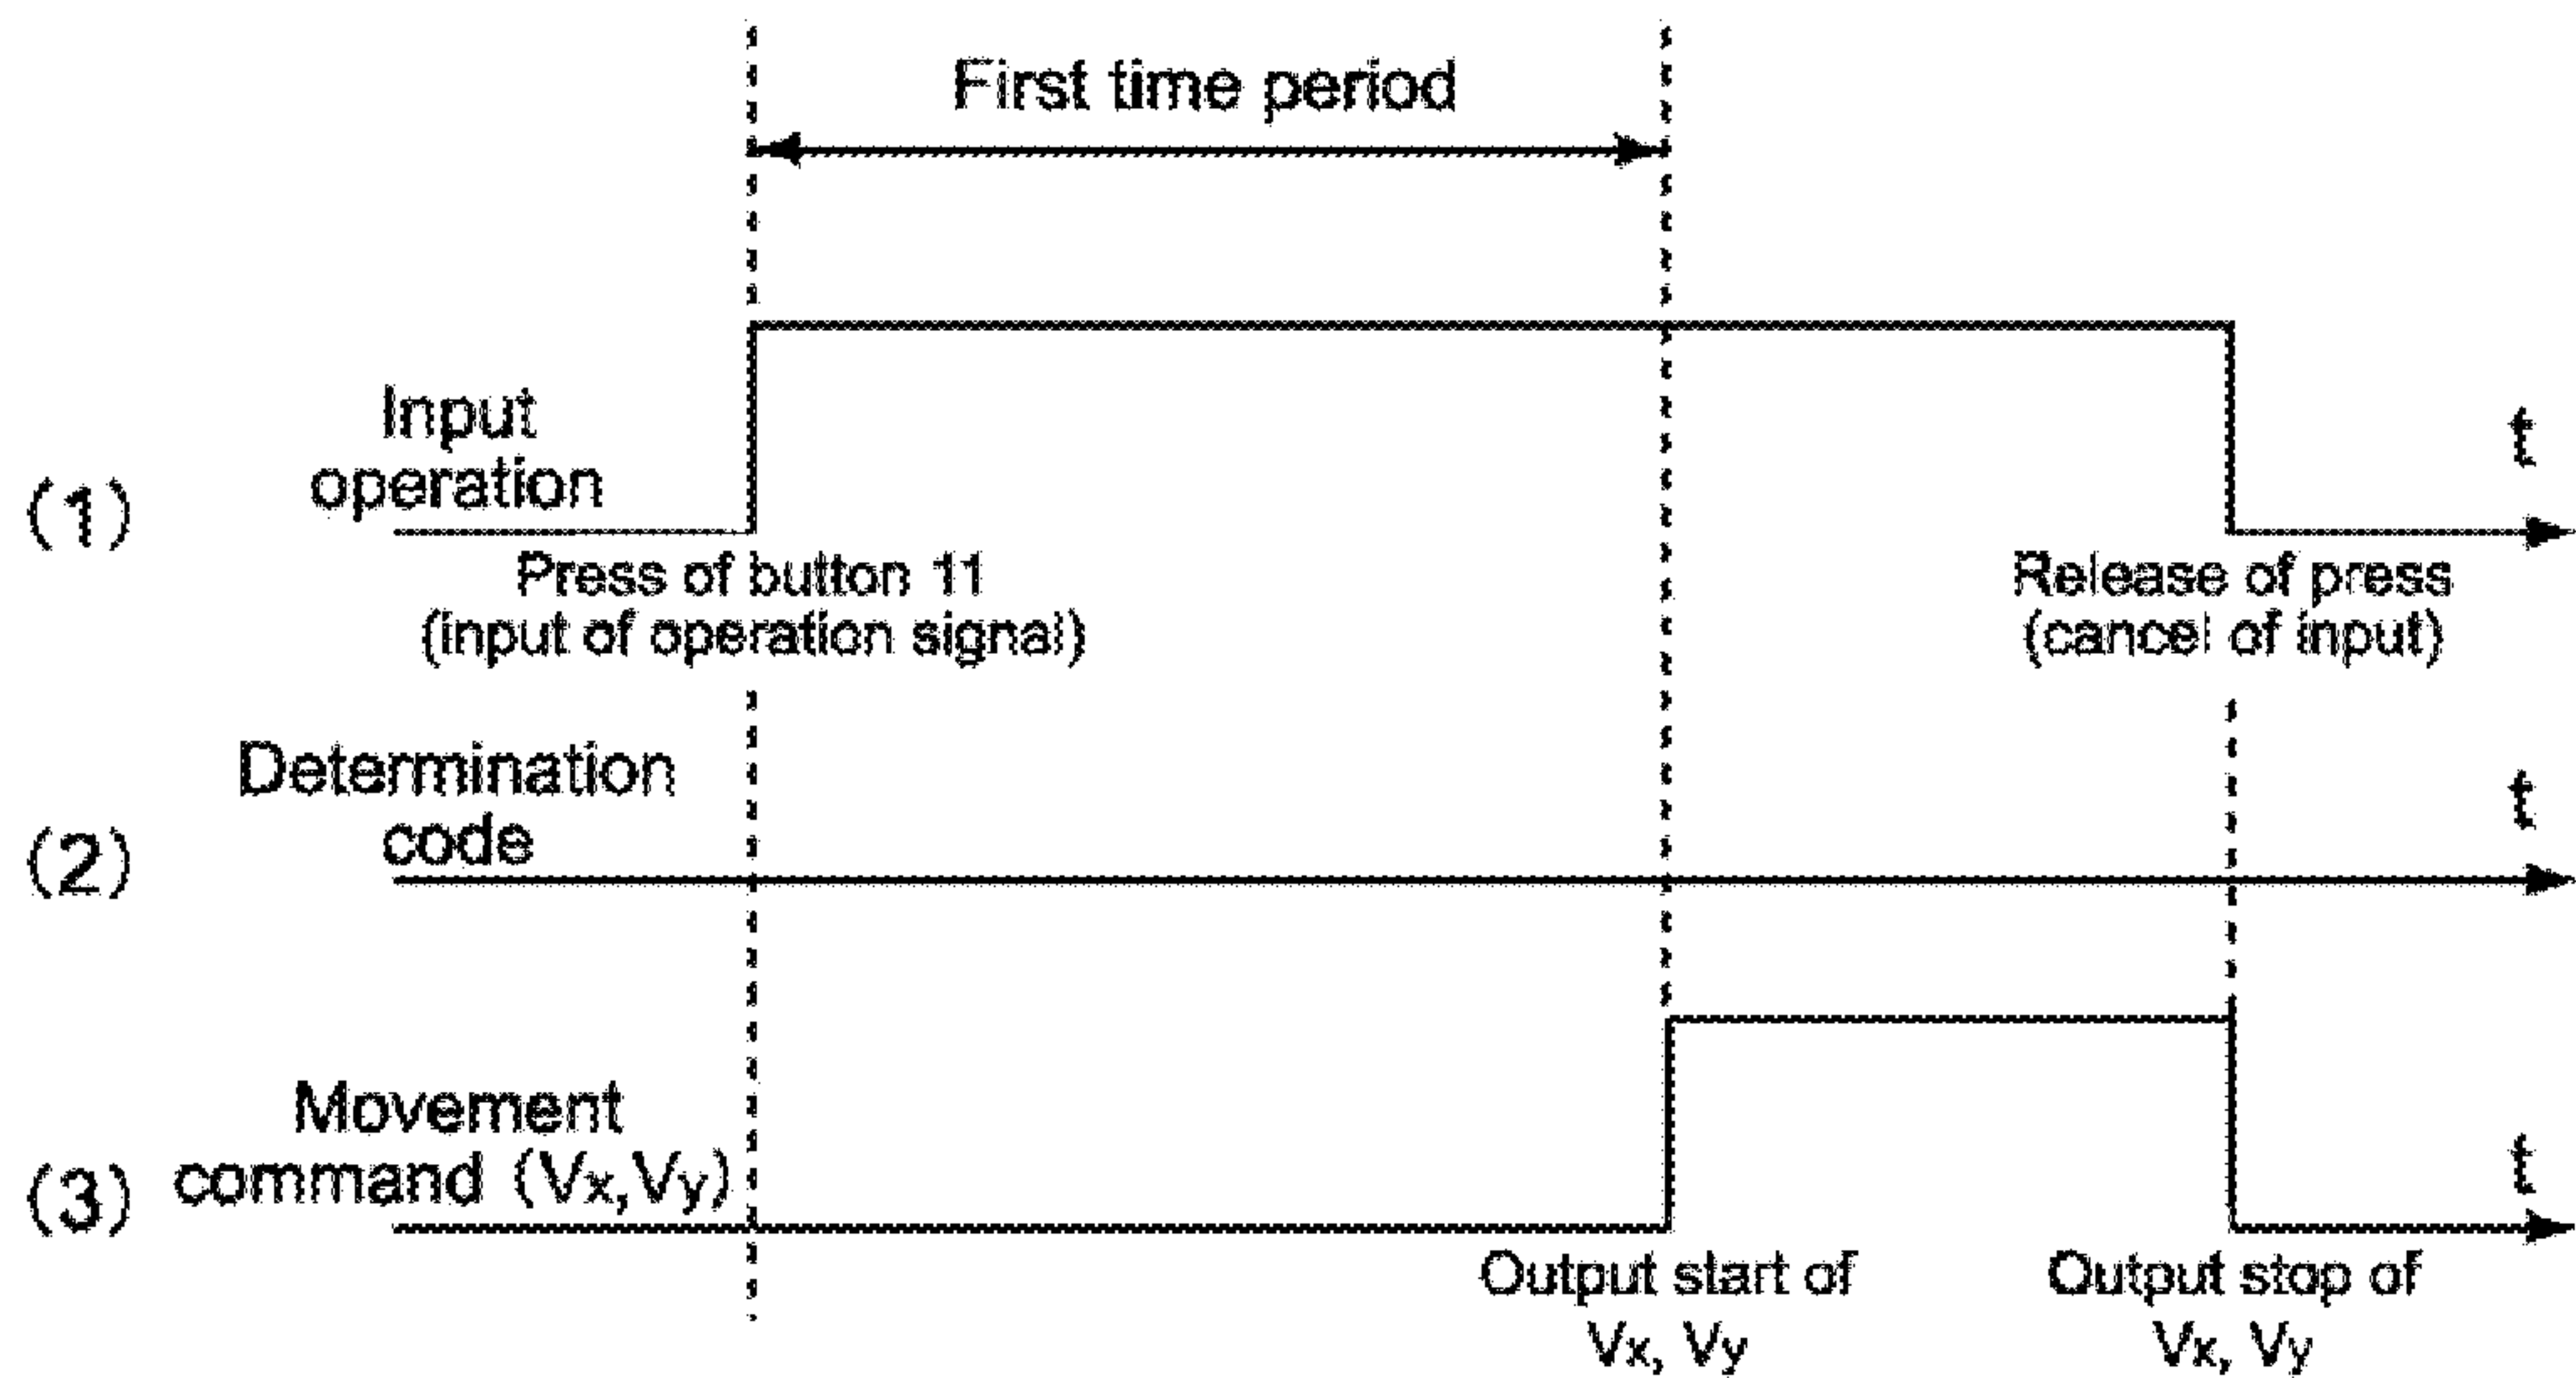 First time period
Input
operation
t
(1)
Press of button 11
(input of operation signal)
Release of press
(cancel of input)
Determination
code
t
(2)
Movement
command (Vx,Vy)
t
(3)
Output start of
Vx, Vy
Output stop of
Vx, Vy